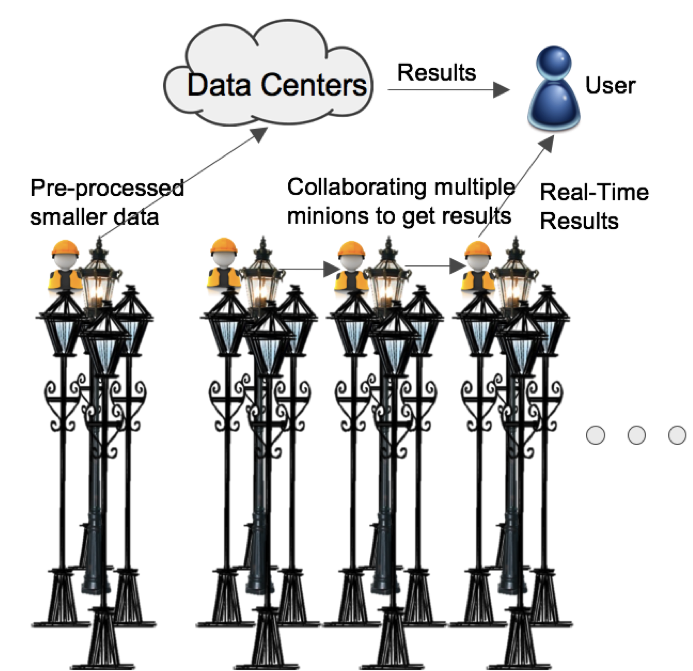 Data Centers
Results
User
Pre-processed
smaller data
Collaborating multiple
minions to get results
Real-Time
Results